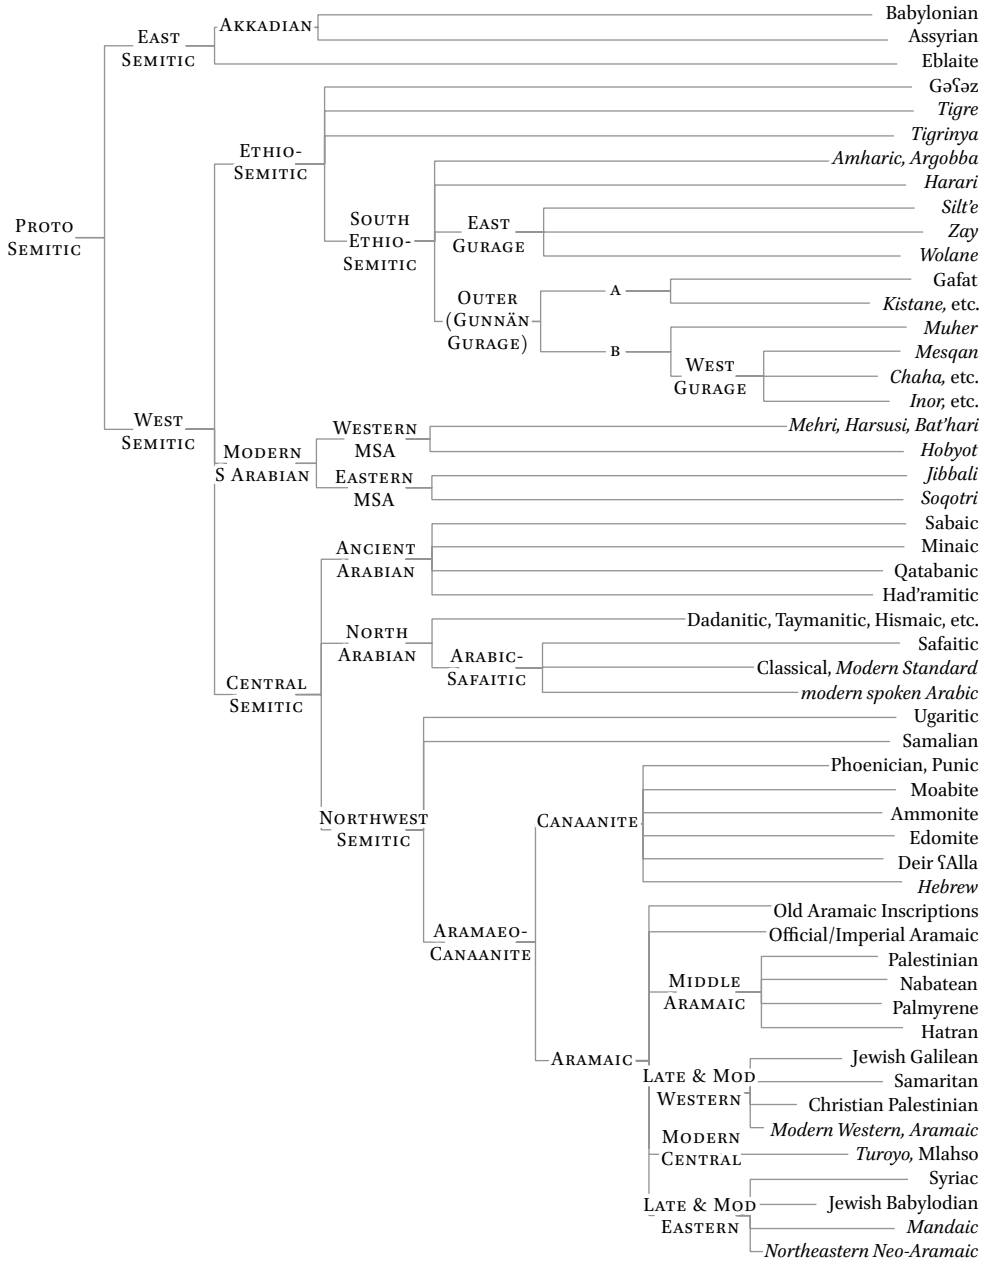 Babylonian
AKKADIAN
Assyrian
EAST
SEMITIC
Eblaite
Gəʕəz
Tigre
Tigrinya
ETHIO-
SEMITIC
Amharic, Argobba
Harari
Silt'e
SOUTH
ETHIO-
SEMITIC
EAST
GURAGE
Zay
Wolane
PROTO
SEMITIC
Gafat
A
Kistane, etc.
OUTER
(GUNNÄN
GURAGE)
Muher
B
Mesqan
WEST
GURAGE
Chaha, etc.
Inor, etc.
WEST
SEMITIC
Mehri, Harsusi, Bat'hari
WESTERN
MSA
Hobyot
MODERN
S ARABIAN
Jibbali
EASTERN
MSA
Soqotri
Sabaic
Minaic
ANCIENT
ARABIAN
Qatabanic
Had'ramitic
Dadanitic, Taymanitic, Hismaic, etc.
NORTH
ARABIAN
Safaitic
ARABIC-
SAFAITIC
Classical, Modern Standard
modern spoken Arabic
CENTRAL
SEMITIC
Ugaritic
Samalian
Phoenician, Punic
Moabite
NORTHWEST
SEMITIC
CANAANITE
Ammonite
Edomite
Deir ʕAlla
Hebrew
Old Aramaic Inscriptions
ARAMAEO-
CANAANITE
Official/Imperial Aramaic
Palestinian
MIDDLE
ARAMAIC
Nabatean
Palmyrene
Hatran
ARAMAIC
Jewish Galilean
LATE & MOD
WESTERN
Samaritan
Christian Palestinian
Modern Western, Aramaic
MODERN
CENTRAL
Turoyo, Mlahso
Syriac
LATE & MOD
EASTERN
Jewish Babylodian
Mandaic
Northeastern Neo-Aramaic